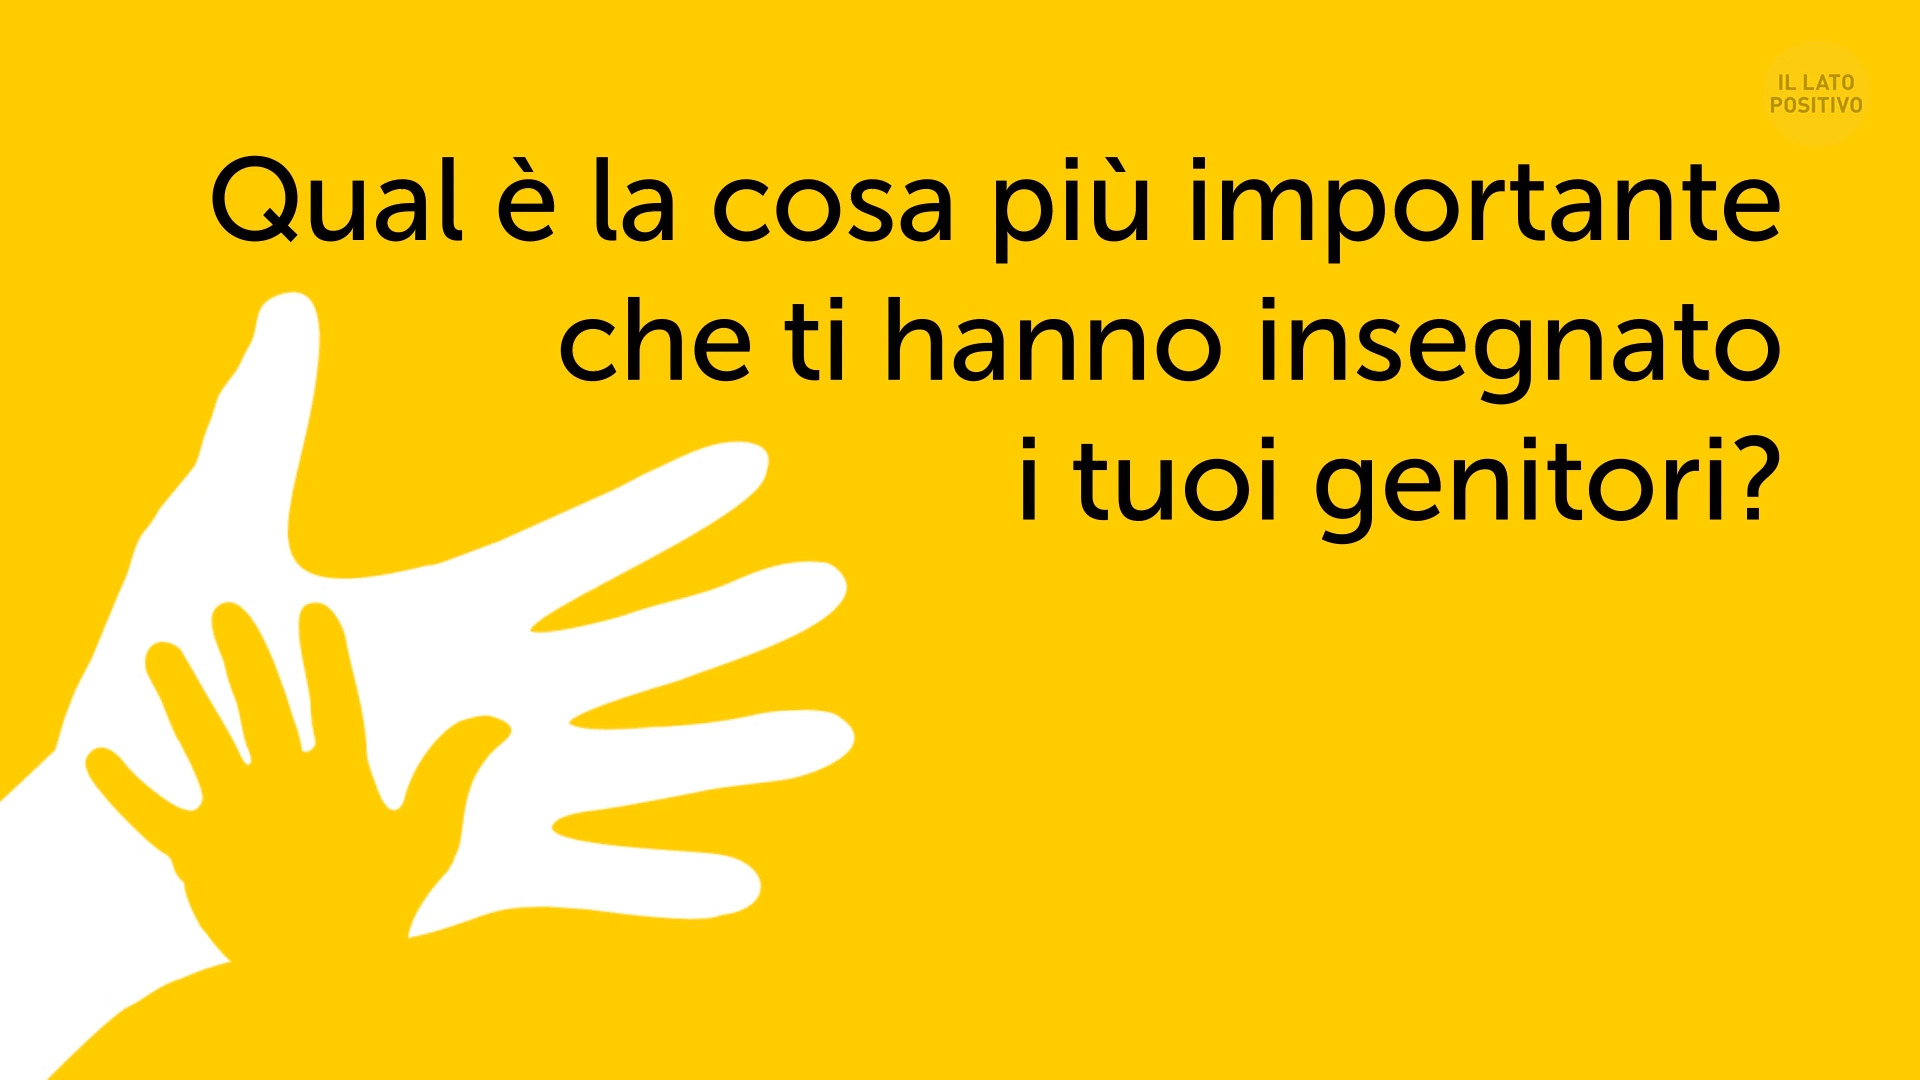 IL LATO
POSITIVO
Qual è la cosa più importante
che ti hanno insegnato
i tuoi genitori?